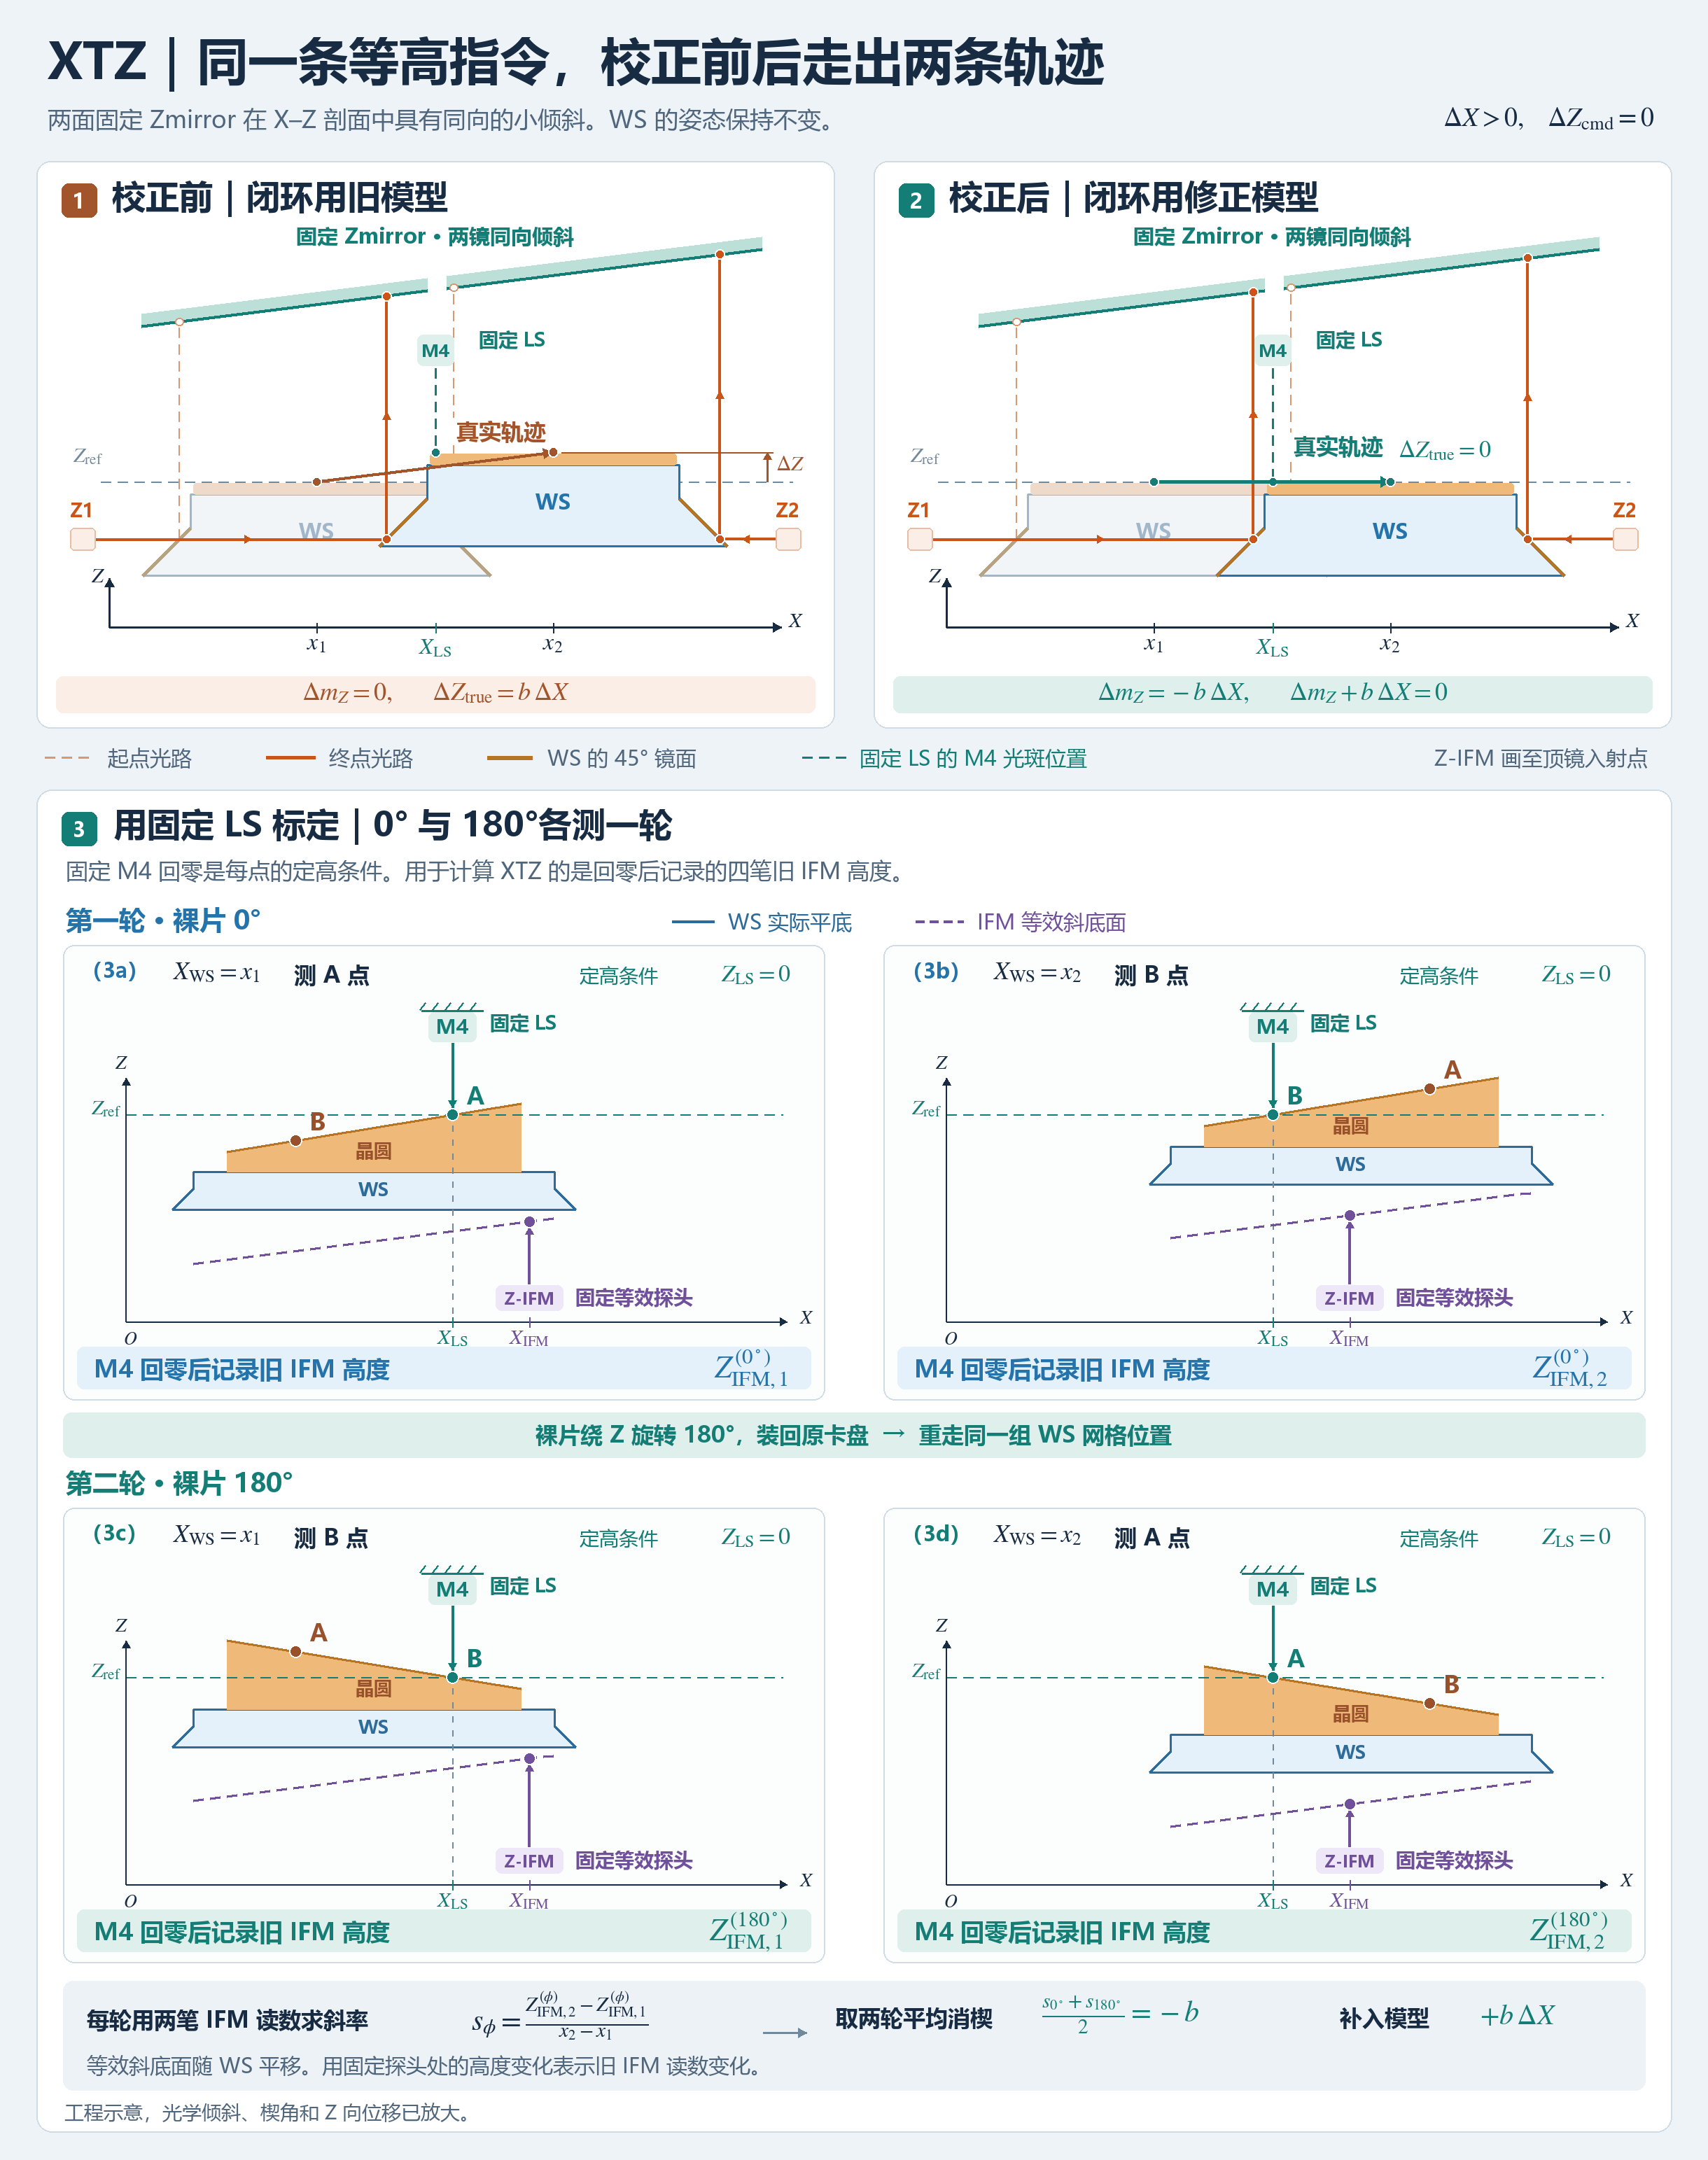 XTZ｜同一条等高指令，校正前后走出两条轨迹
两面固定 Zmirror 在 X–Z 剖面中具有同向的小倾斜。WS 的姿态保持不变。
ΔX>0, ΔZcmd=0
1 校正前｜闭环用旧模型
固定 Zmirror • 两镜同向倾斜
M4
固定 LS
真实轨迹
Zref
ΔZ
WS
WS
Z1
Z2
Z
X
x1
XLS
x2
ΔmZ=0, ΔZtrue=b ΔX
2 校正后｜闭环用修正模型
固定 Zmirror • 两镜同向倾斜
M4
固定 LS
真实轨迹
ΔZtrue=0
Zref
WS
WS
Z1
Z2
Z
X
x1
XLS
x2
ΔmZ=−b ΔX, ΔmZ+b ΔX=0
起点光路
终点光路
WS 的 45° 镜面
固定 LS 的 M4 光斑位置
Z-IFM 画至顶镜入射点
3 用固定 LS 标定｜0° 与 180°各测一轮
固定 M4 回零是每点的定高条件。用于计算 XTZ 的是回零后记录的四笔旧 IFM 高度。
第一轮 • 裸片 0°
WS 实际平底
IFM 等效斜底面
（3a） XWS=x1 测 A 点 定高条件 ZLS=0
M4
固定 LS
Z
Zref
A
B
晶圆
WS
Z-IFM
固定等效探头
X
O
XLS
XIFM
M4 回零后记录旧 IFM 高度 Z(0°)IFM, 1
（3b） XWS=x2 测 B 点 定高条件 ZLS=0
M4
固定 LS
Z
A
Zref
B
晶圆
WS
Z-IFM
固定等效探头
X
O
XLS
XIFM
M4 回零后记录旧 IFM 高度 Z(0°)IFM, 2
裸片绕 Z 旋转 180°，装回原卡盘 → 重走同一组 WS 网格位置
第二轮 • 裸片 180°
（3c） XWS=x1 测 B 点 定高条件 ZLS=0
M4
固定 LS
Z
A
Zref
B
晶圆
WS
Z-IFM
固定等效探头
X
O
XLS
XIFM
M4 回零后记录旧 IFM 高度 Z(180°)IFM, 1
（3d） XWS=x2 测 A 点 定高条件 ZLS=0
M4
固定 LS
Z
A
Zref
B
晶圆
WS
Z-IFM
固定等效探头
X
O
XLS
XIFM
M4 回零后记录旧 IFM 高度 Z(180°)IFM, 2
每轮用两笔 IFM 读数求斜率 sϕ=(Z(ϕ)IFM, 2−Z(ϕ)IFM, 1)/(x2−x1) → 取两轮平均消楔 (s0°+s180°)/2=−b 补入模型 +b ΔX
等效斜底面随 WS 平移。用固定探头处的高度变化表示旧 IFM 读数变化。
工程示意，光学倾斜、楔角和 Z 向位移已放大。